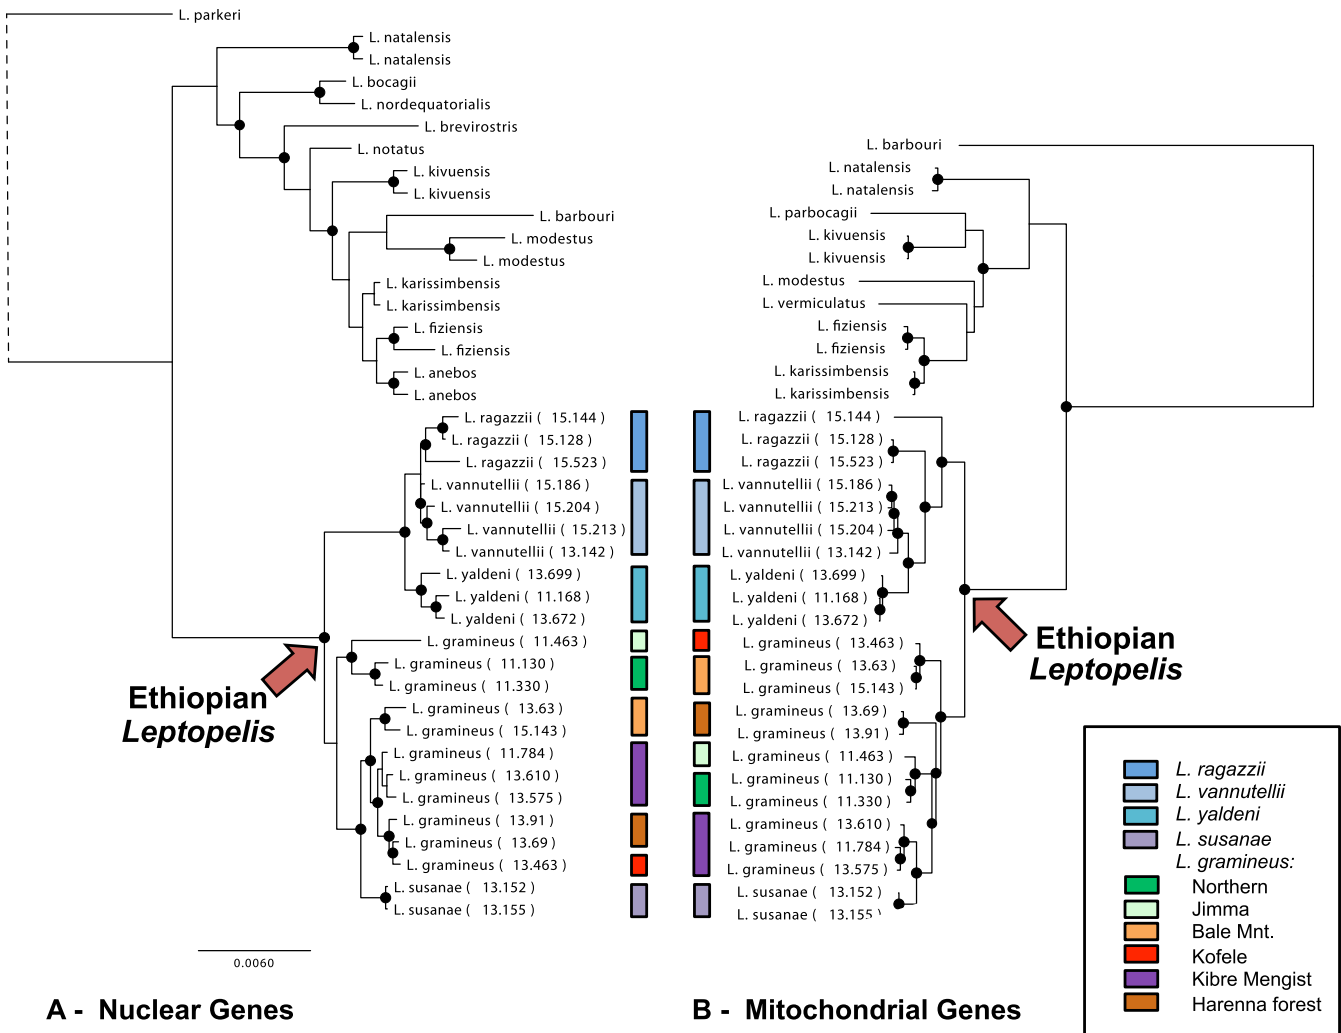 L. parkeri
L. natalensis
L. natalensis
L. bocagii
L. nordequatorialis
L. brevirostris
L. notatus
L. kivuensis
L. kivuensis
L. barbouri
L. modestus
L. modestus
L. karissimbensis
L. karissimbensis
L. fiziensis
L. fiziensis
L. anebos
L. anebos
L. ragazzii ( 15.144 )
L. ragazzii ( 15.128 )
L. ragazzii ( 15.523 )
L. vannutellii ( 15.186 )
L. vannutellii ( 15.204 )
L. vannutellii ( 15.213 )
L. vannutellii ( 13.142 )
L. yaldeni ( 13.699 )
L. yaldeni ( 11.168 )
L. yaldeni ( 13.672 )
L. gramineus ( 11.463 )
L. gramineus ( 11.130 )
L. gramineus ( 11.330 )
L. gramineus ( 13.63 )
L. gramineus ( 15.143 )
L. gramineus ( 11.784 )
L. gramineus ( 13.610 )
L. gramineus ( 13.575 )
L. gramineus ( 13.91 )
L. gramineus ( 13.69 )
L. gramineus ( 13.463 )
L. susanae ( 13.152 )
L. susanae ( 13.155 )
Ethiopian
Leptopelis
0.0060
A - Nuclear Genes
L. barbouri
L. natalensis
L. natalensis
L. parbocagii
L. kivuensis
L. kivuensis
L. modestus
L. vermiculatus
L. fiziensis
L. fiziensis
L. karissimbensis
L. karissimbensis
L. ragazzii ( 15.144 )
L. ragazzii ( 15.128 )
L. ragazzii ( 15.523 )
L. vannutellii ( 15.186 )
L. vannutellii ( 15.213 )
L. vannutellii ( 15.204 )
L. vannutellii ( 13.142 )
L. yaldeni ( 13.699 )
L. yaldeni ( 11.168 )
L. yaldeni ( 13.672 )
L. gramineus ( 13.463 )
L. gramineus ( 13.63 )
L. gramineus ( 15.143 )
L. gramineus ( 13.69 )
L. gramineus ( 13.91 )
L. gramineus ( 11.463 )
L. gramineus ( 11.130 )
L. gramineus ( 11.330 )
L. gramineus ( 13.610 )
L. gramineus ( 11.784 )
L. gramineus ( 13.575 )
L. susanae ( 13.152 )
L. susanae ( 13.155 )
Ethiopian
Leptopelis
B - Mitochondrial Genes
L. ragazzii
L. vannutellii
L. yaldeni
L. susanae
L. gramineus:
Northern
Jimma
Bale Mnt.
Kofele
Kibre Mengist
Harenna forest